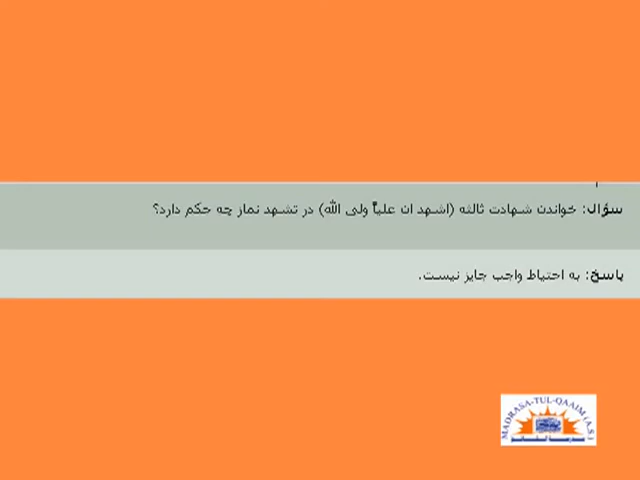 سؤال: خواندن شهادت ثالثه (اشهد ان علیاً ولی الله) در تشهد نماز چه حکم دارد؟
پاسخ: به احتیاط واجب جایز نیست.
MADRASA-TUL-QAAIM (A.S.)